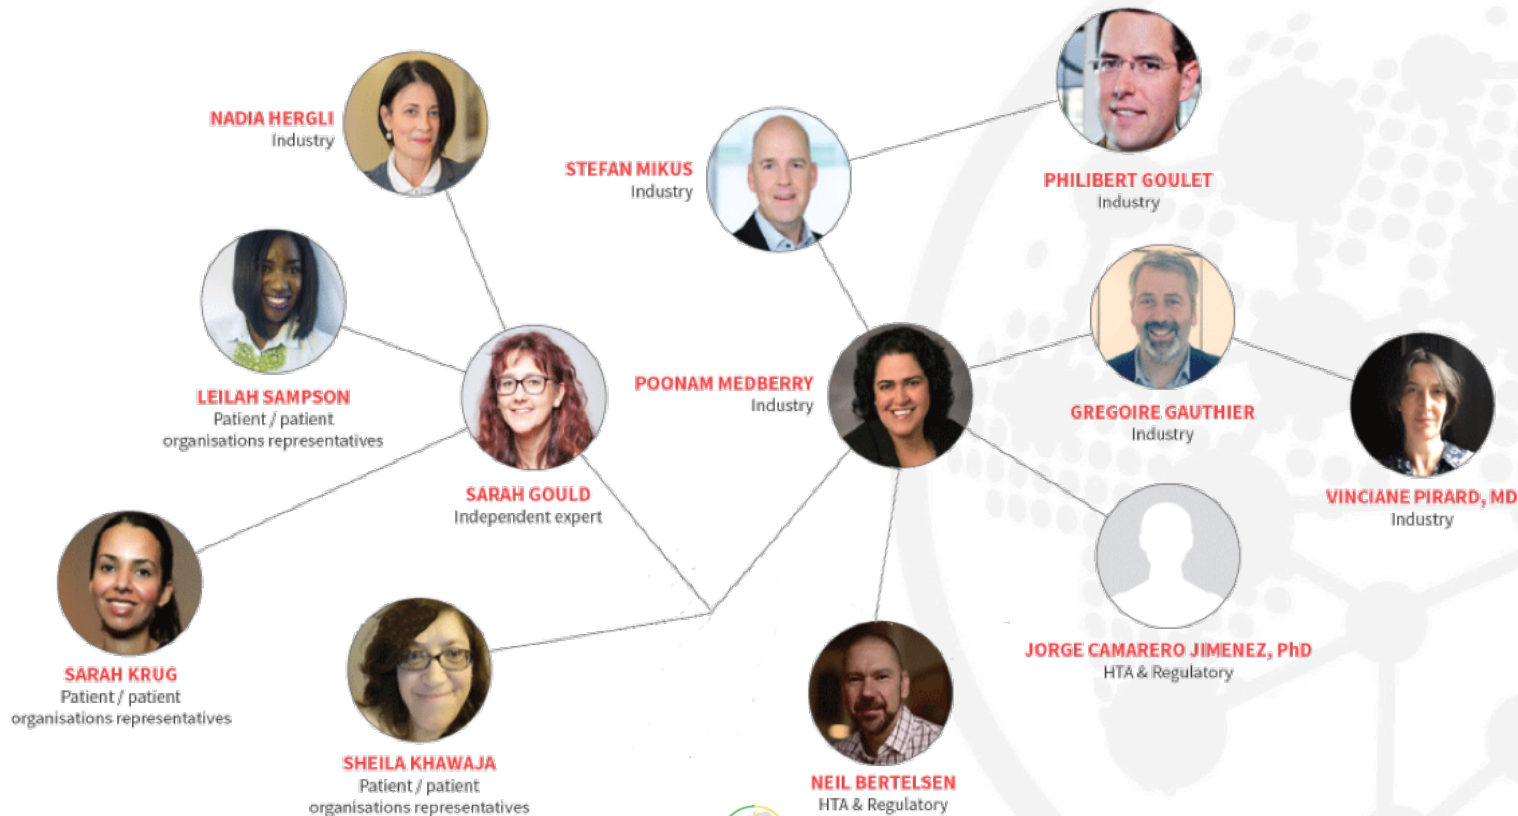 NADIA HERGLI
Industry
STEFAN MIKUS
Industry
PHILIBERT GOULET
Industry
LEILAH SAMPSON
Patient / patient
organisations representatives
POONAM MEDBERRY
Industry
GREGOIRE GAUTHIER
Industry
SARAH GOULD
Independent expert
VINCIANE PIRARD, MD
Industry
SARAH KRUG
Patient / patient
organisations representatives
JORGE CAMARERO JIMENEZ, PhD
HTA & Regulatory
SHEILA KHAWAJA
Patient / patient
organisations representatives
NEIL BERTELSEN
HTA & Regulatory